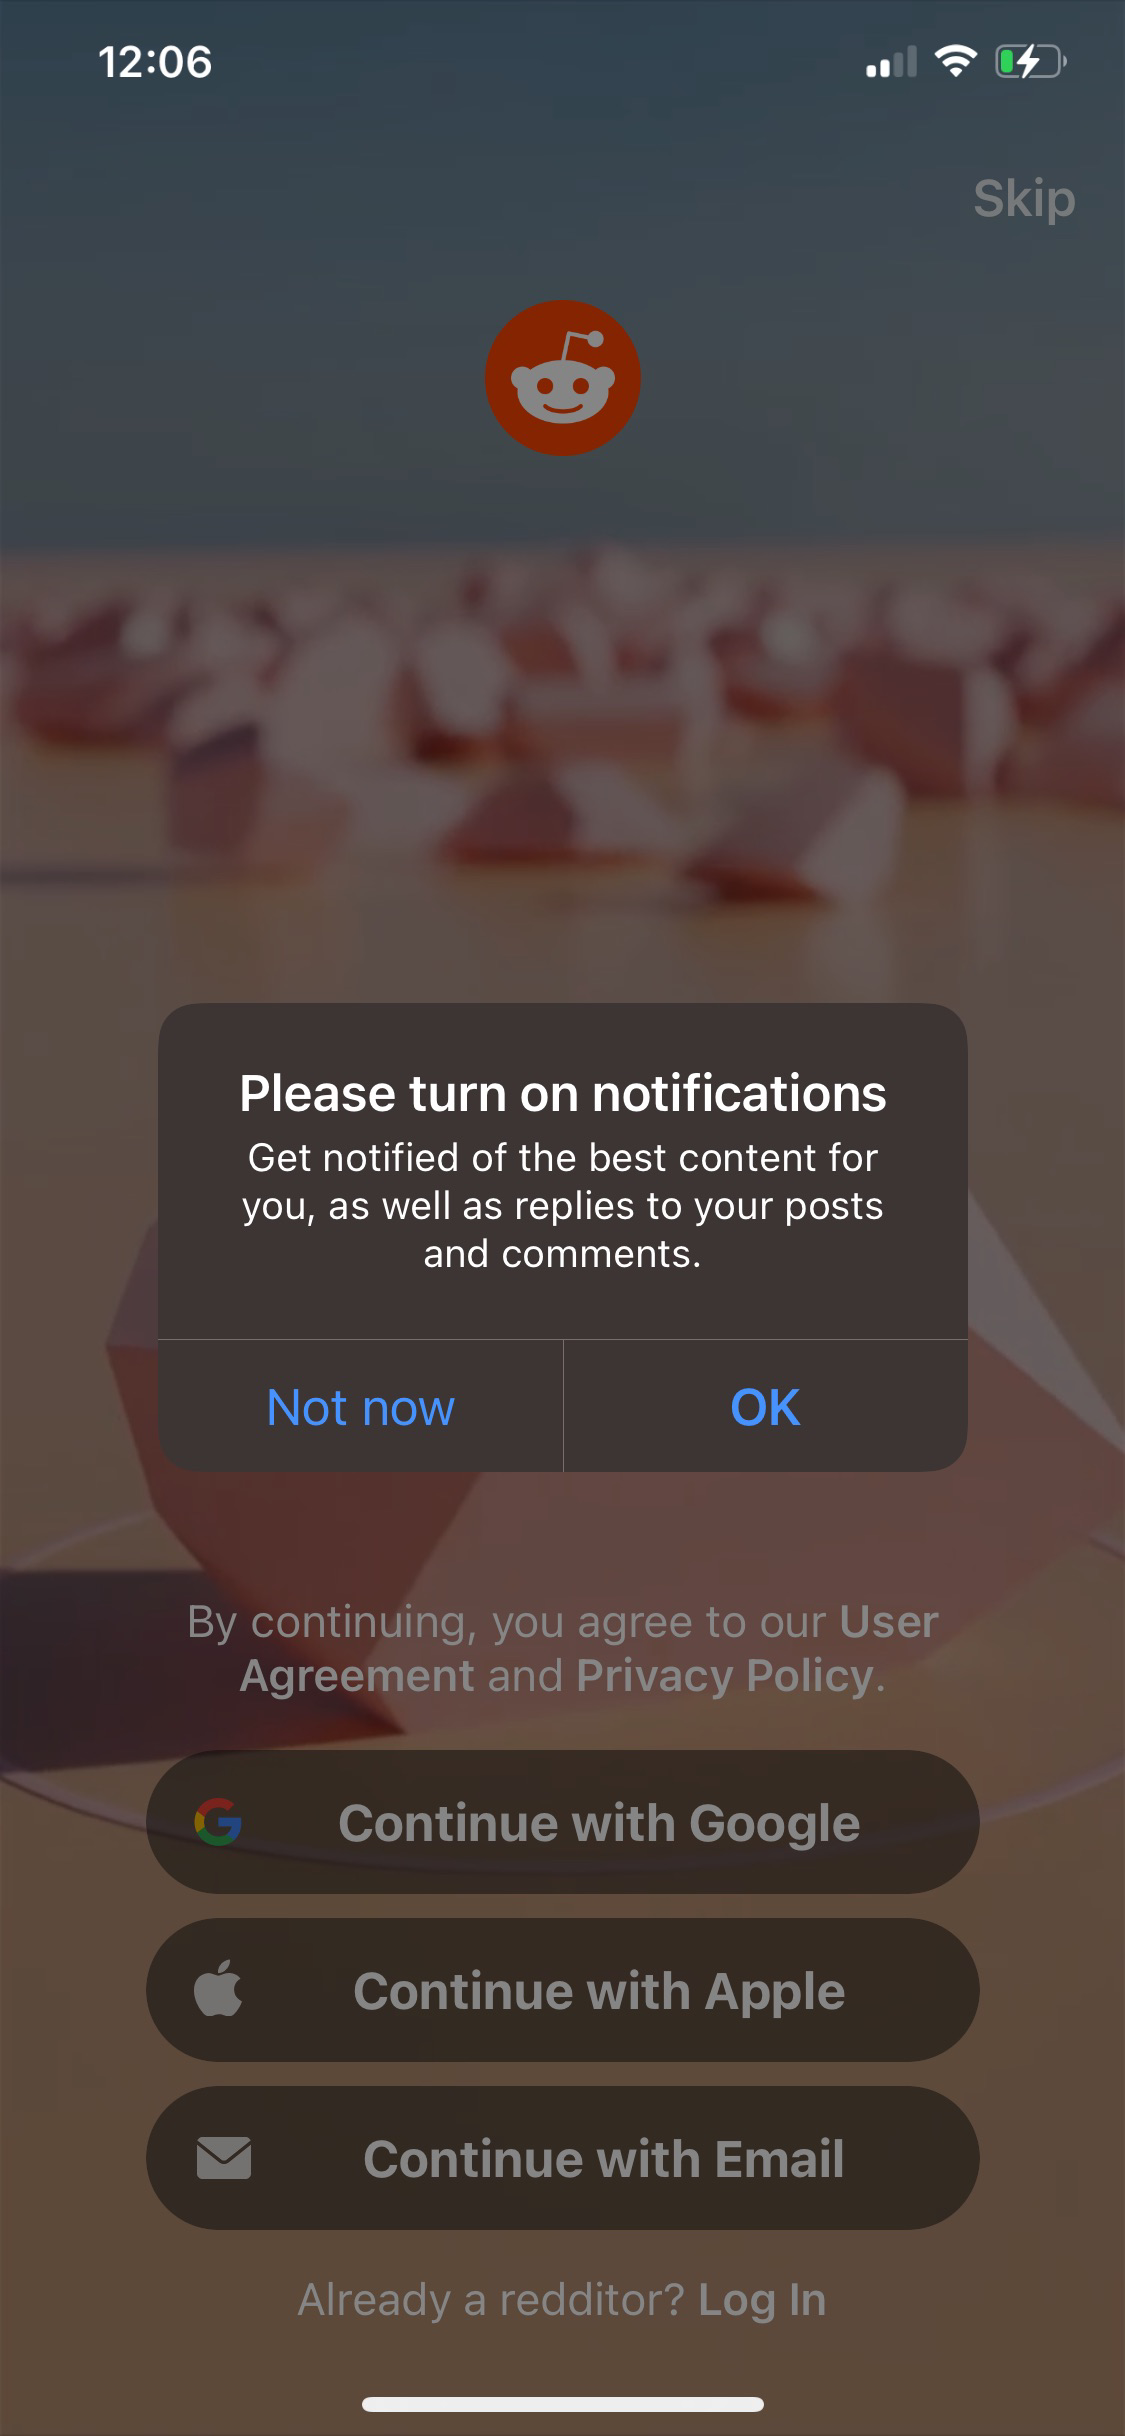 12:06
Skip
Please turn on notifications
Get notified of the best content for
you, as well as replies to your posts
and comments.
Not now
OK
By continuing, you agree to our User
Agreement and Privacy Policy.
Continue with Google
Continue with Apple
Continue with Email
Already a redditor? Log In